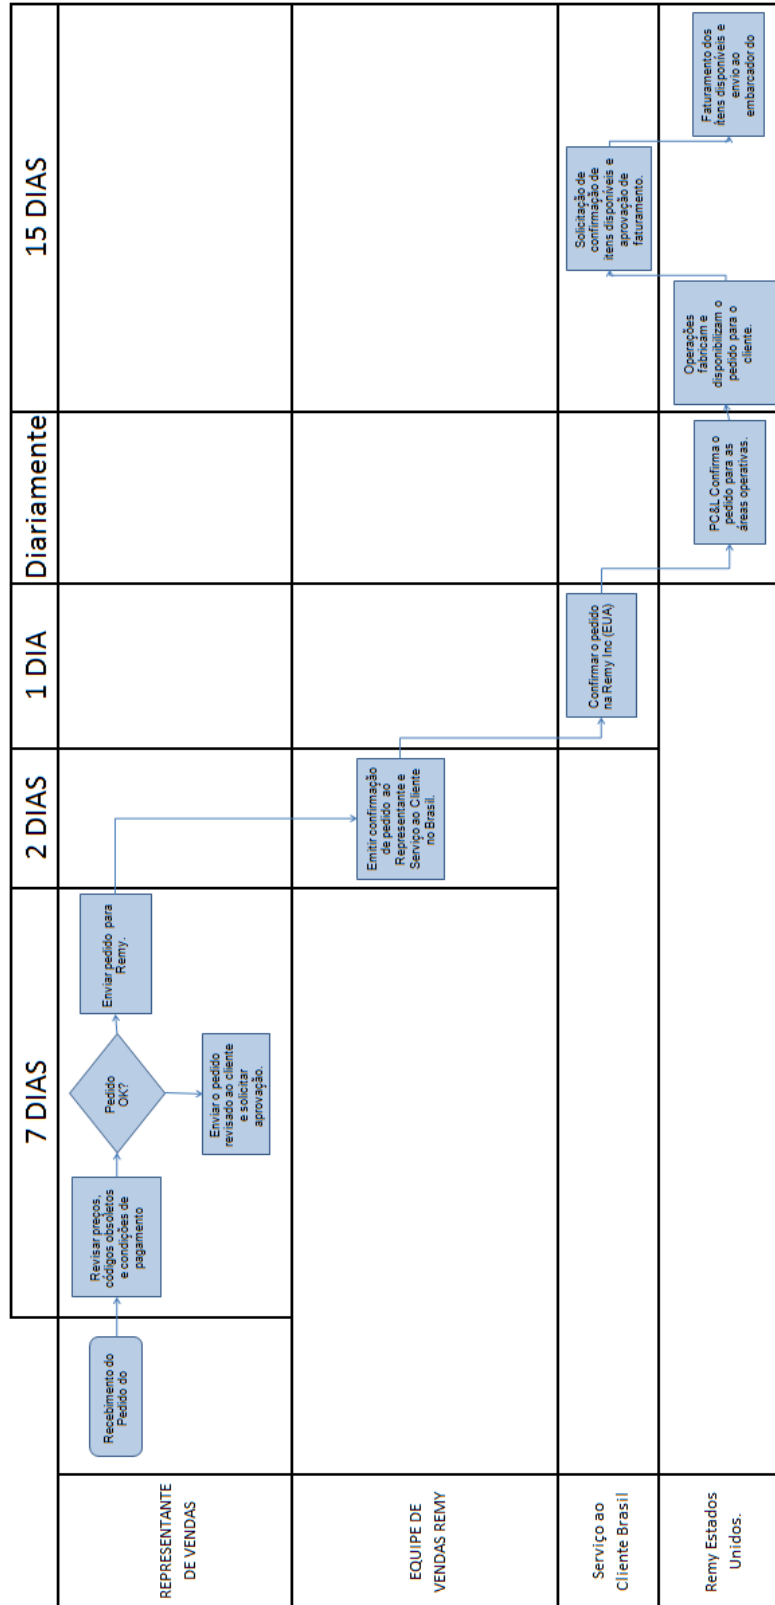 7 DIAS
2 DIAS
1 DIA
Diariamente
15 DIAS
REPRESENTANTE
DE VENDAS
Recebimento do
Pedido do
Revisar preços,
códigos obsoletos
e condições de
pagamento
Pedido
OK?
Enviar pedido para
Remy.
Enviar o pedido
revisado ao cliente
e solicitar
aprovação.
EQUIPE DE
VENDAS REMY
Emitir confirmação
de pedido ao
Representante e
Serviço ao Cliente
no Brasil.
Serviço ao
Cliente Brasil
Confirmar o pedido
na Remy Inc (EUA)
Solicitação de
confirmação de
itens disponíveis e
aprovação de
faturamento.
Remy Estados
Unidos.
PC&L Confirma o
pedido para as
áreas operativas.
Operações
fabricam e
disponibilizam o
pedido para o
cliente.
Faturamento dos
itens disponíveis e
envio ao
embarcador do